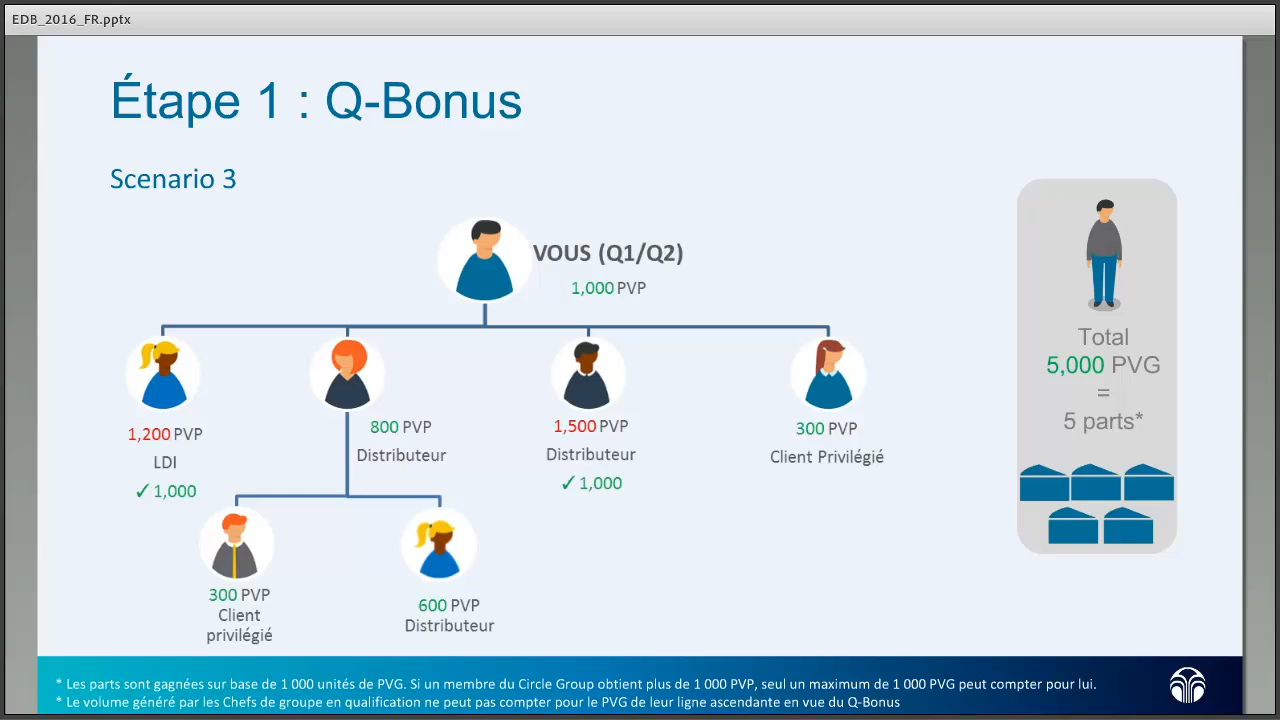 EDB_2016_FR.pptx
Étape 1 : Q-Bonus
Scenario 3
VOUS (Q1/Q2)
1,000 PVP
1,200 PVP
LDI
✓ 1,000
800 PVP
Distributeur
1,500 PVP
Distributeur
✓ 1,000
300 PVP
Client Privilégié
300 PVP
Client
privilégié
600 PVP
Distributeur
Total
5,000 PVG
=
5 parts*
* Les parts sont gagnées sur base de 1 000 unités de PVG. Si un membre du Circle Group obtient plus de 1 000 PVP, seul un maximum de 1 000 PVG peut compter pour lui.
* Le volume généré par les Chefs de groupe en qualification ne peut pas compter pour le PVG de leur ligne ascendante en vue du Q-Bonus